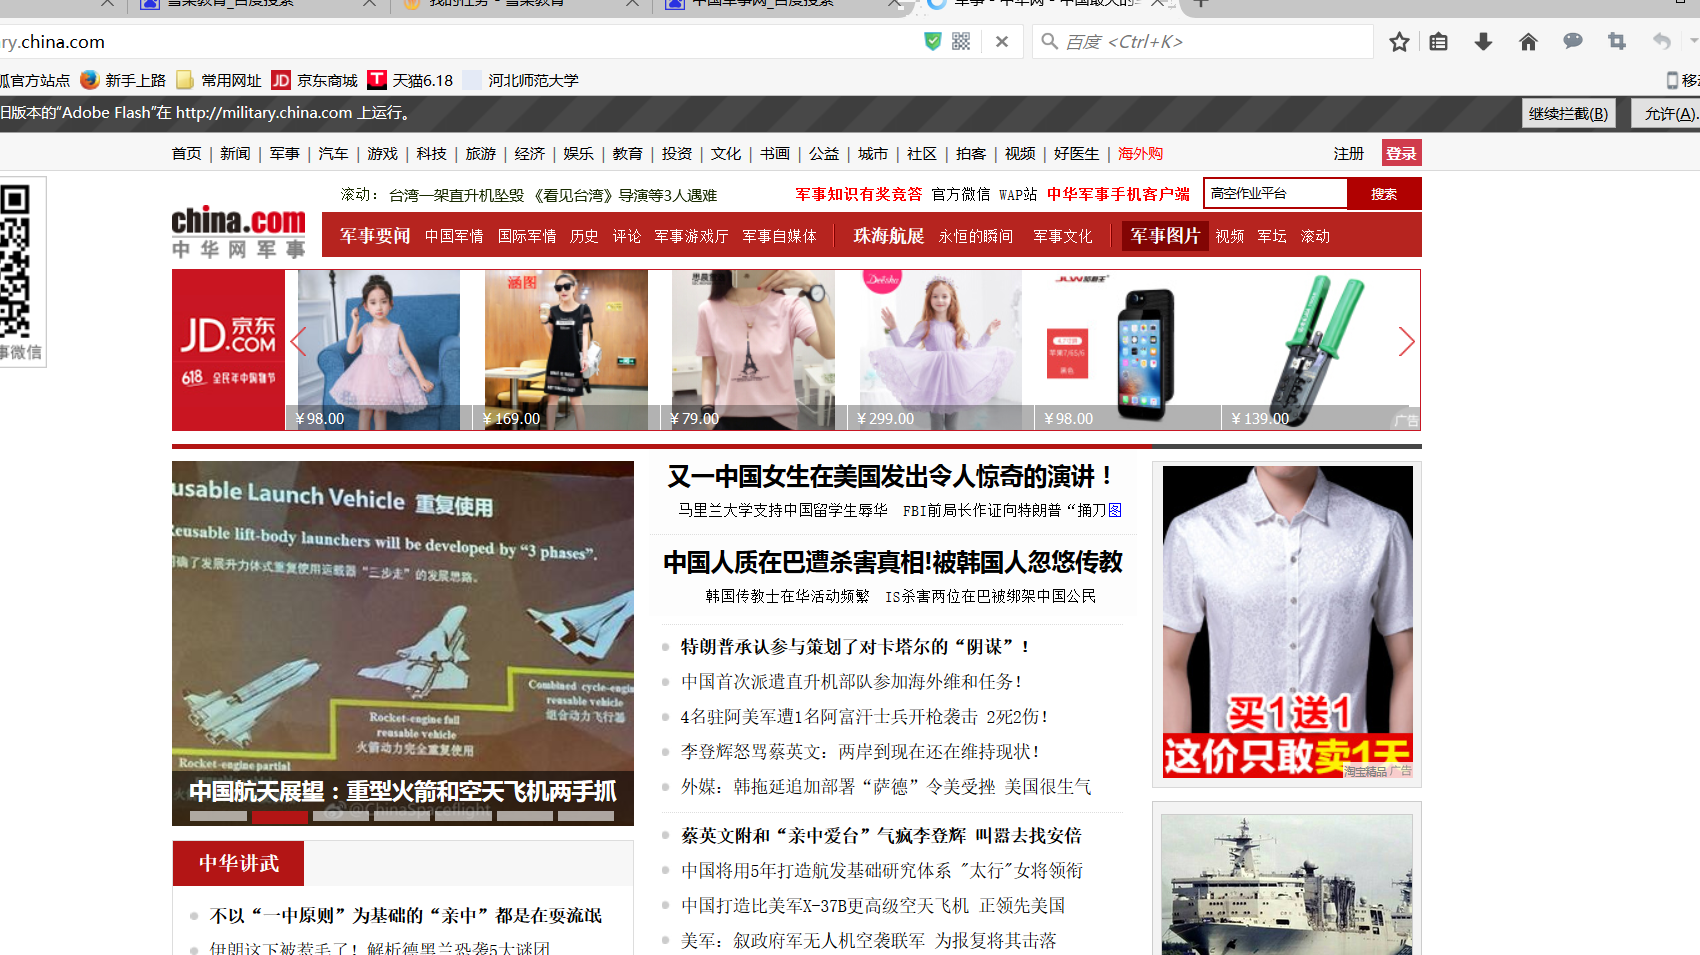 ry.china.com
百度 <Ctrl+K>
狐官方站点 新手上路 常用网址 JD 京东商城 T 天猫6.18 河北师范大学 移
旧版本的“Adobe Flash”在 http://military.china.com 上运行。 继续拦截(B) 允许(A).
首页 | 新闻 | 军事 | 汽车 | 游戏 | 科技 | 旅游 | 经济 | 娱乐 | 教育 | 投资 | 文化 | 书画 | 公益 | 城市 | 社区 | 拍客 | 视频 | 好医生 | 海外购 注册 登录
滚动: 台湾一架直升机坠毁 《看见台湾》导演等3人遇难 军事知识有奖竞答 官方微信 WAP站 中华军事手机客户端 高空作业平台 搜索
china.com
中华网军事
军事要闻 中国军情 国际军情 历史 评论 军事游戏厅 军事自媒体 珠海航展 永恒的瞬间 军事文化 军事图片 视频 军坛 滚动
事微信
JD 京东
.COM
618 全民年中购物节
涵图
Deesha
¥98.00 ¥169.00 ¥79.00 ¥299.00 ¥98.00 ¥139.00 广告
usable Launch Vehicle 重复使用
Reusable lift-body launchers will be developed by “3 phases”.
确了发展升力体式重复使用运载器“三步走”的发展思路。
Combined cycle-engin
reusable vehicle
组合动力飞行器
Rocket-engine full
reusable vehicle
火箭动力完全重复使用
Rocket-engine partial
中国航天展望：重型火箭和空天飞机两手抓
@ChinaSpaceflight
中华讲武
不以“一中原则”为基础的“亲中”都是在耍流氓
伊朗这下被惹毛了！解析德黑兰恐袭5大谜团
又一中国女生在美国发出令人惊奇的演讲！
马里兰大学支持中国留学生辱华 FBI前局长作证向特朗普“捅刀图
中国人质在巴遭杀害真相!被韩国人忽悠传教
韩国传教士在华活动频繁 IS杀害两位在巴被绑架中国公民
特朗普承认参与策划了对卡塔尔的“阴谋”！
中国首次派遣直升机部队参加海外维和任务！
4名驻阿美军遭1名阿富汗士兵开枪袭击 2死2伤！
李登辉怒骂蔡英文：两岸到现在还在维持现状！
外媒：韩拖延追加部署“萨德”令美受挫 美国很生气
蔡英文附和“亲中爱台”气疯李登辉 叫嚣去找安倍
中国将用5年打造航发基础研究体系 "太行"女将领衔
中国打造比美军X-37B更高级空天飞机 正领先美国
美军：叙政府军无人机空袭联军 为报复将其击落
买1送1
这价只敢卖1天
淘宝精品 广告